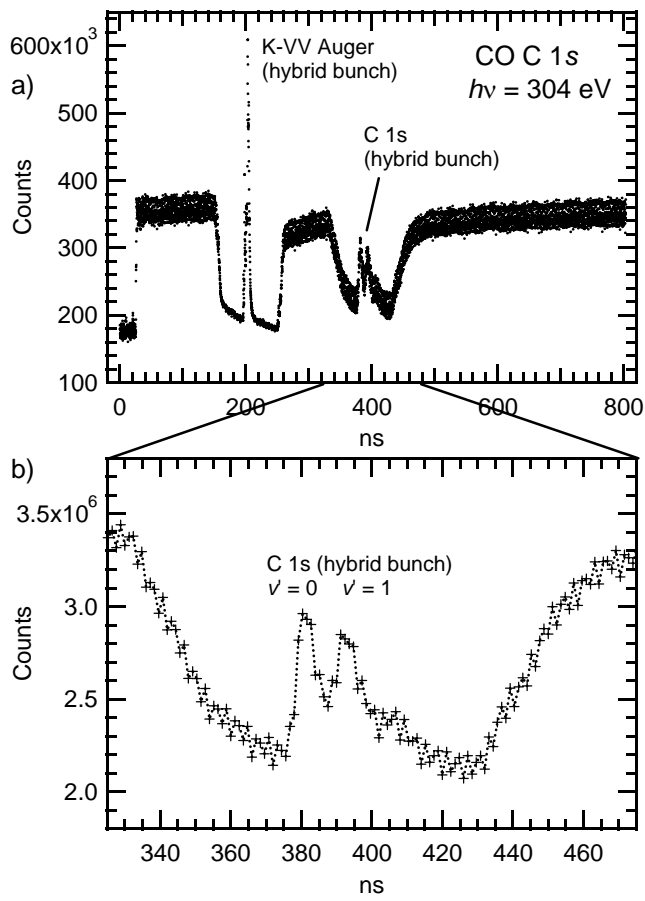 a)
600x10³
500
400
300
200
100
Counts
K-VV Auger
(hybrid bunch)
CO C 1s
hν = 304 eV
C 1s
(hybrid bunch)
0 200 400 600 800
ns
b)
3.5x10⁶
3.0
2.5
2.0
Counts
C 1s (hybrid bunch)
v' = 0 v' = 1
340 360 380 400 420 440 460
ns